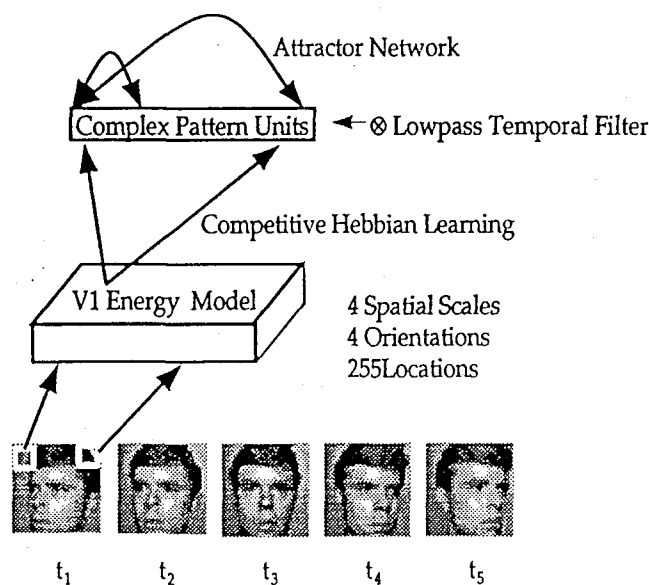 Attractor Network
Complex Pattern Units
⊗ Lowpass Temporal Filter
Competitive Hebbian Learning
V1 Energy Model
4 Spatial Scales
4 Orientations
255Locations
t1 t2 t3 t4 t5